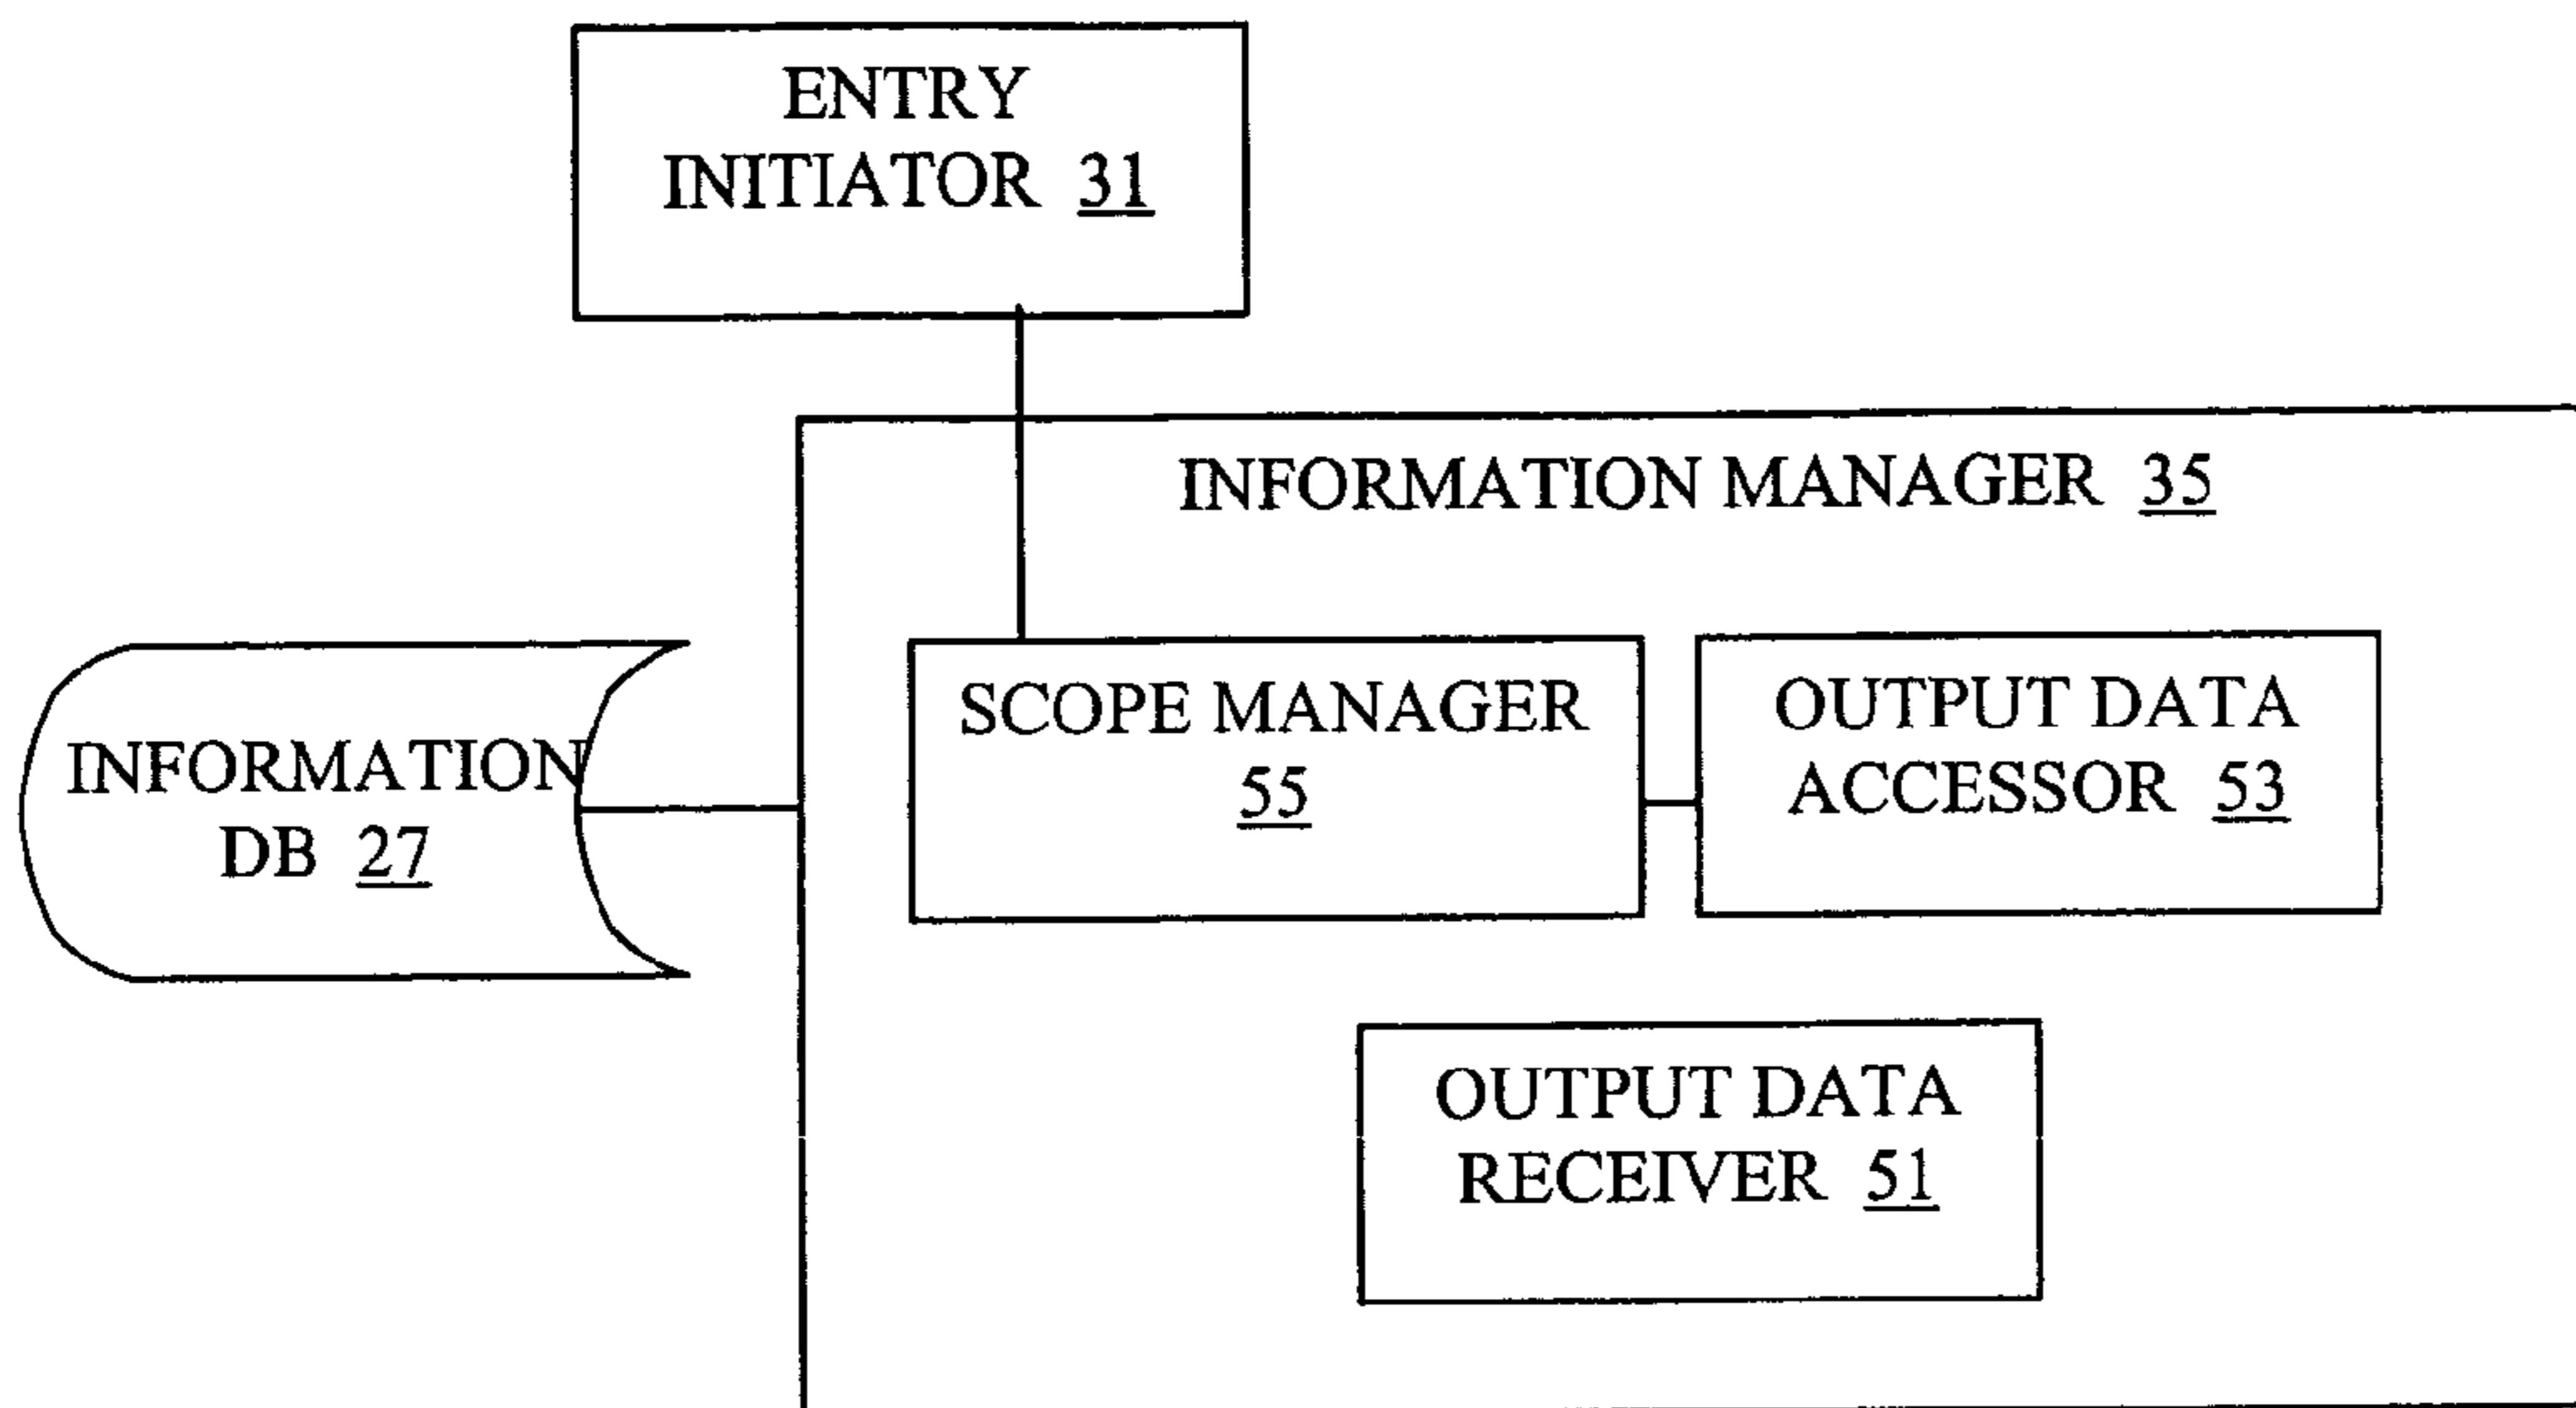 ENTRY
INITIATOR 31
INFORMATION MANAGER 35
INFORMATION
DB 27
SCOPE MANAGER
55
OUTPUT DATA
ACCESSOR 53
OUTPUT DATA
RECEIVER 51